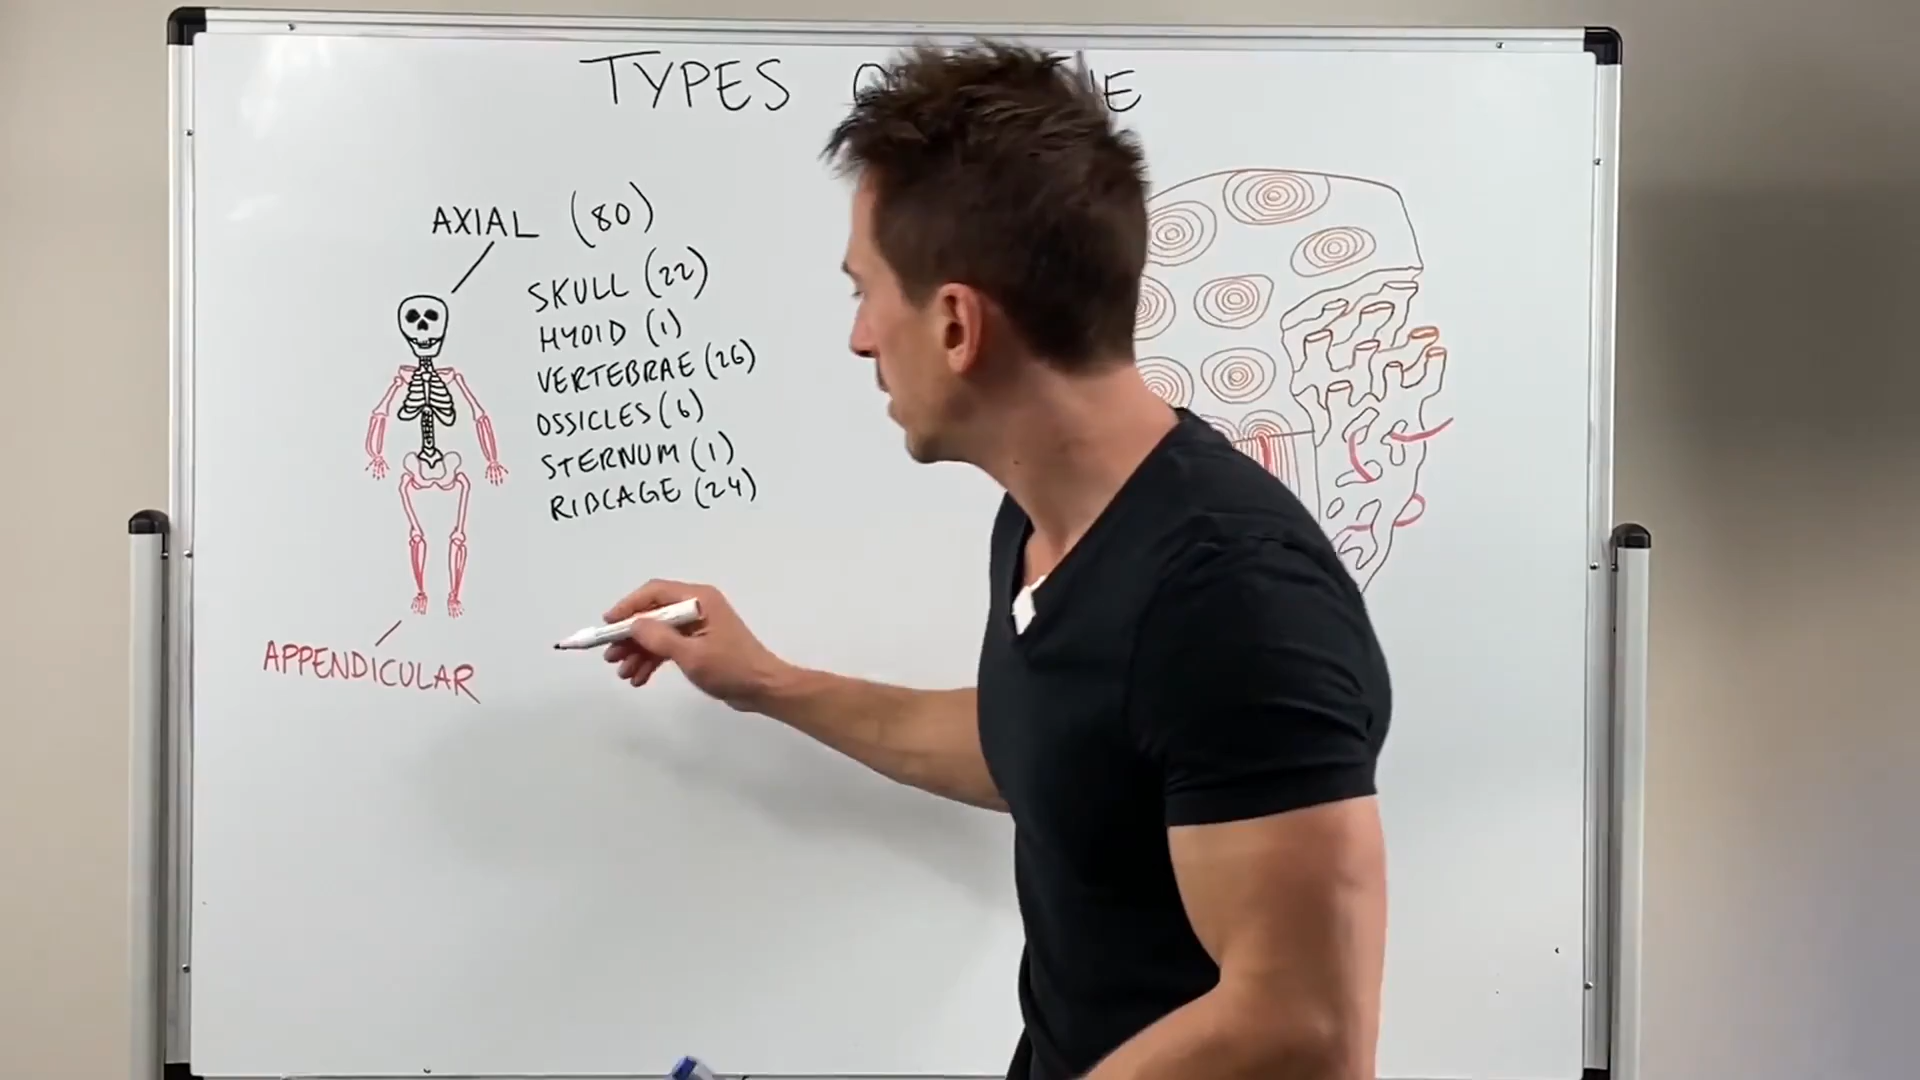 TYPES
AXIAL (80)
SKULL (22)
HYOID (1)
VERTEBRAE (26)
OSSICLES (6)
STERNUM (1)
RIBCAGE (24)
APPENDICULAR